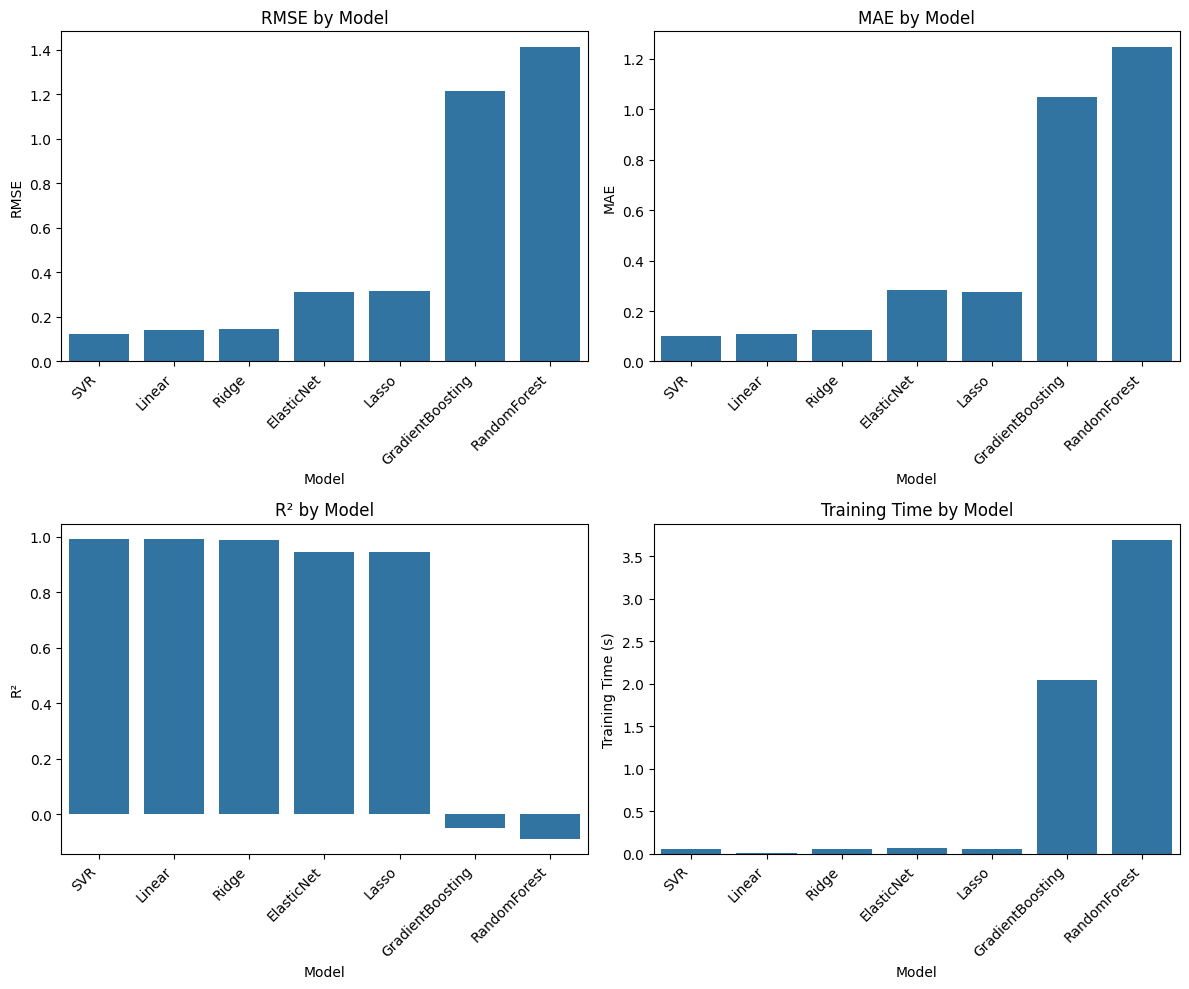 RMSE by Model
RMSE
1.4
1.2
1.0
0.8
0.6
0.4
0.2
0.0
SVR
Linear
Ridge
ElasticNet
Lasso
GradientBoosting
RandomForest
Model
MAE by Model
MAE
1.2
1.0
0.8
0.6
0.4
0.2
0.0
SVR
Linear
Ridge
ElasticNet
Lasso
GradientBoosting
RandomForest
Model
R² by Model
R²
1.0
0.8
0.6
0.4
0.2
0.0
SVR
Linear
Ridge
ElasticNet
Lasso
GradientBoosting
RandomForest
Model
Training Time by Model
Training Time (s)
3.5
3.0
2.5
2.0
1.5
1.0
0.5
0.0
SVR
Linear
Ridge
ElasticNet
Lasso
GradientBoosting
RandomForest
Model